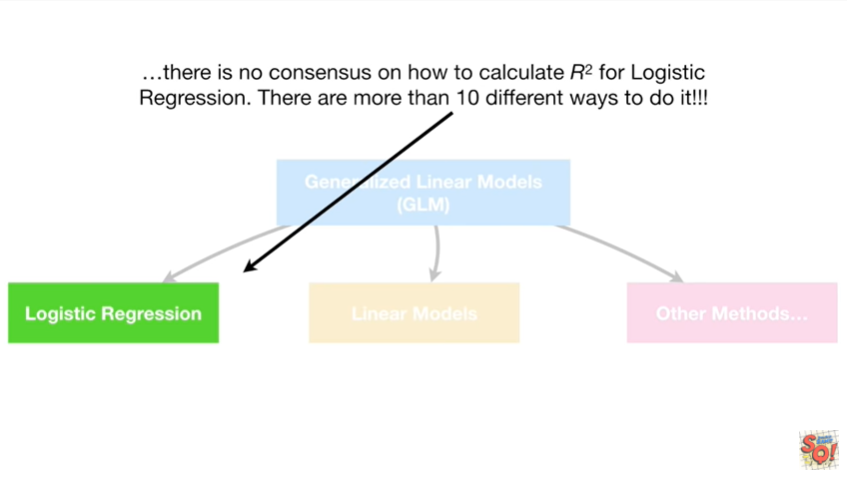 …there is no consensus on how to calculate R² for Logistic
Regression. There are more than 10 different ways to do it!!!
Generalized Linear Models
(GLM)
Logistic Regression
Linear Models
Other Methods…
SQ!